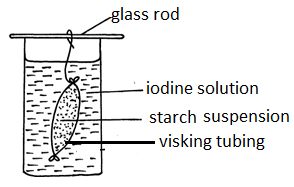 glass rod
iodine solution
starch suspension
visking tubing